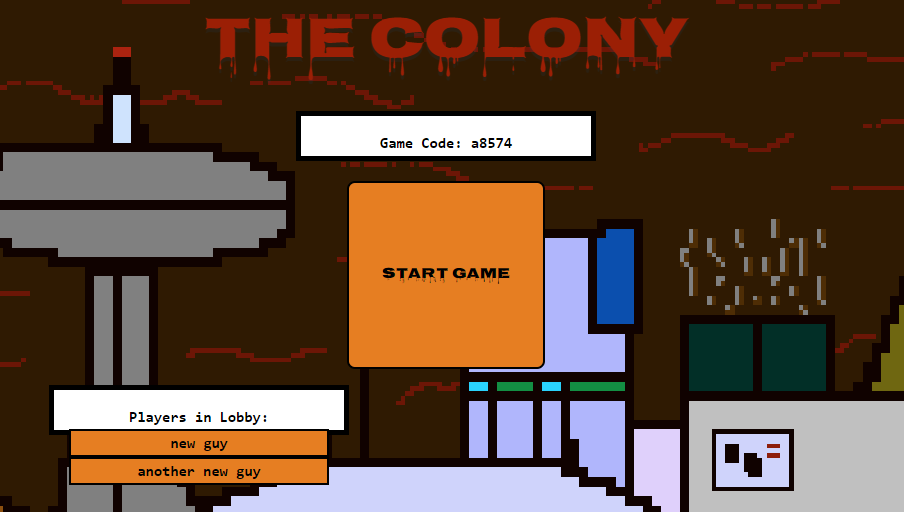 THE COLONY
Game Code: a8574
START GAME
Players in Lobby:
new guy
another new guy